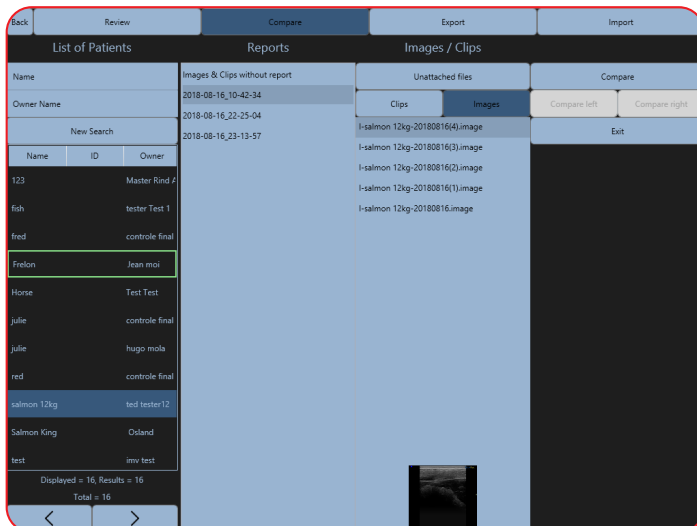 Back Review Compare Export Import
List of Patients Reports Images / Clips
Name
Owner Name
New Search
Name ID Owner
123 Master Rind A
fish tester Test 1
fred controle final
Frelon Jean moi
Horse Test Test
julie controle final
julie hugo mola
red controle final
salmon 12kg ted tester12
Salmon King Osland
test imv test
Displayed = 16, Results = 16
Total = 16
< >
Images & Clips without report
2018-08-16_10-42-34
2018-08-16_22-25-04
2018-08-16_23-13-57
Unattached files
Clips Images
I-salmon 12kg-20180816(4).image
I-salmon 12kg-20180816(3).image
I-salmon 12kg-20180816(2).image
I-salmon 12kg-20180816(1).image
I-salmon 12kg-20180816.image
Compare
Compare left Compare right
Exit